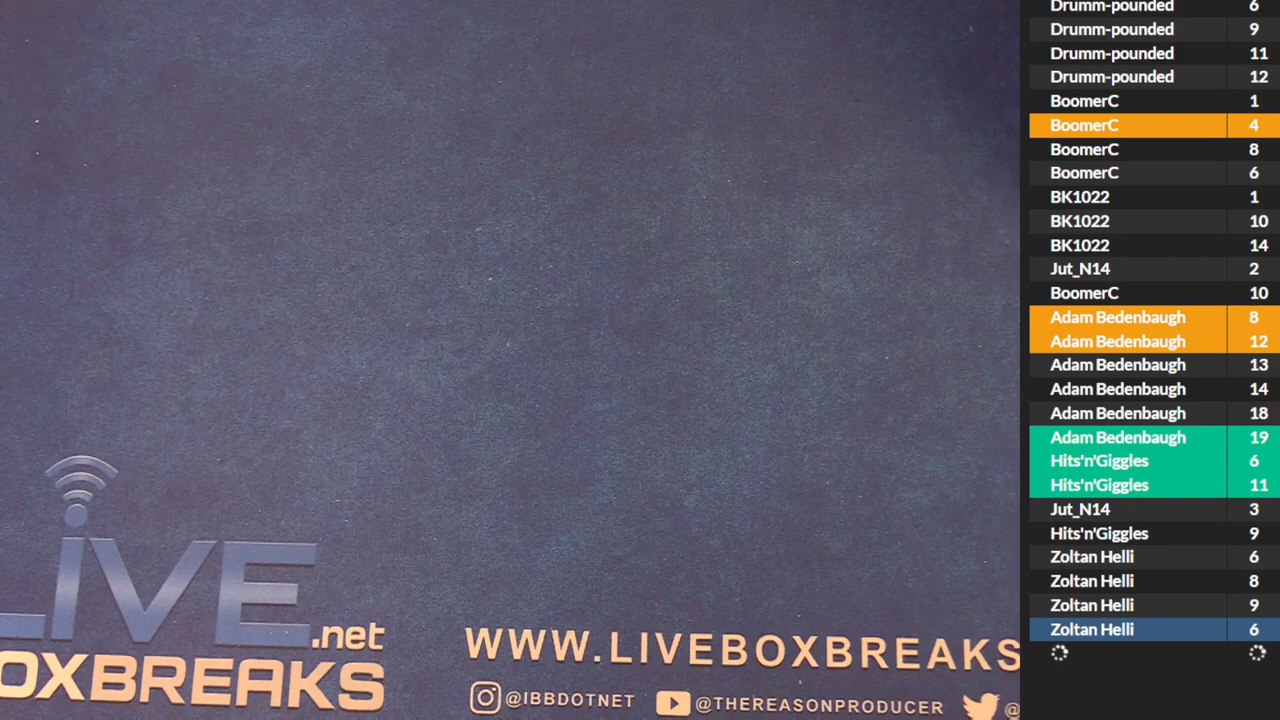 Drumm-pounded 6
Drumm-pounded 9
Drumm-pounded 11
Drumm-pounded 12
BoomerC 1
BoomerC 4
BoomerC 8
BoomerC 6
BK1022 1
BK1022 10
BK1022 14
Jut_N14 2
BoomerC 10
Adam Bedenbaugh 8
Adam Bedenbaugh 12
Adam Bedenbaugh 13
Adam Bedenbaugh 14
Adam Bedenbaugh 18
Adam Bedenbaugh 19
Hits'n'Giggles 6
Hits'n'Giggles 11
Jut_N14 3
Hits'n'Giggles 9
Zoltan Helli 6
Zoltan Helli 8
Zoltan Helli 9
Zoltan Helli 6
LIVE.net
OXBREAKS
WWW.LIVEBOXBREAKS
@IBBDOTNET @THEREASONPRODUCER @